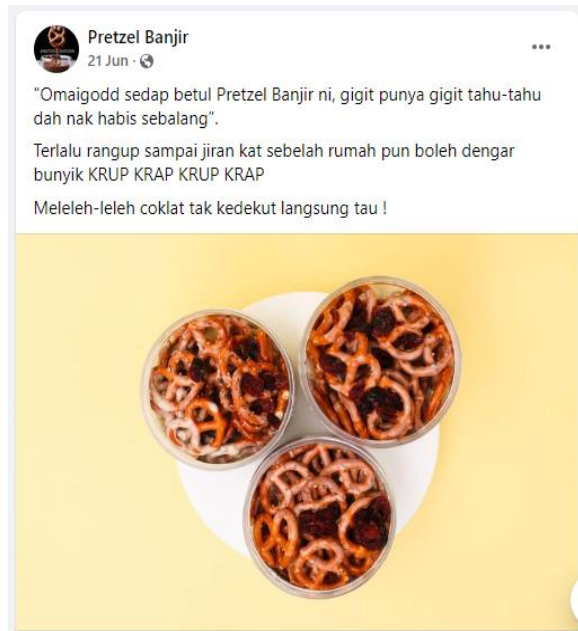 Pretzel Banjir
21 Jun ·
"Omaigodd sedap betul Pretzel Banjir ni, gigit punya gigit tahu-tahu
dah nak habis sebalang".
Terlalu rangup sampai jiran kat sebelah rumah pun boleh dengar
bunyik KRUP KRAP KRUP KRAP
Meleleh-leleh coklat tak kedekut langsung tau !